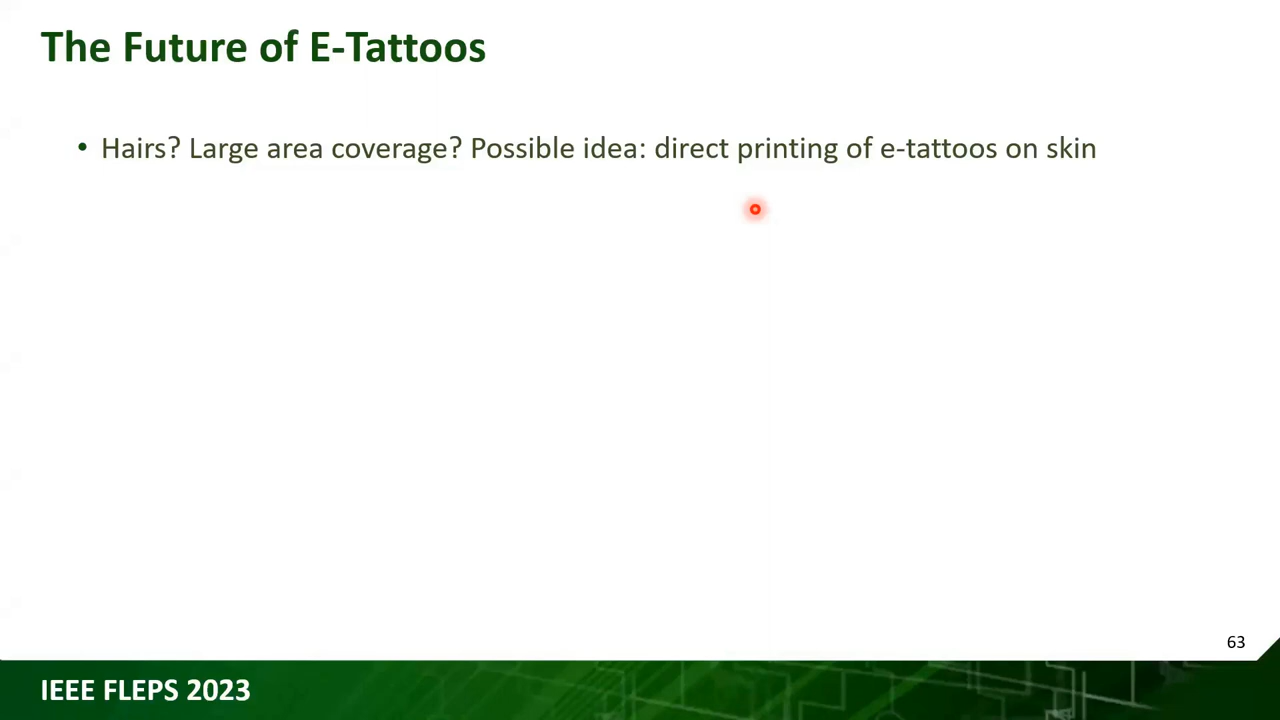 The Future of E-Tattoos
• Hairs? Large area coverage? Possible idea: direct printing of e-tattoos on skin
63
IEEE FLEPS 2023